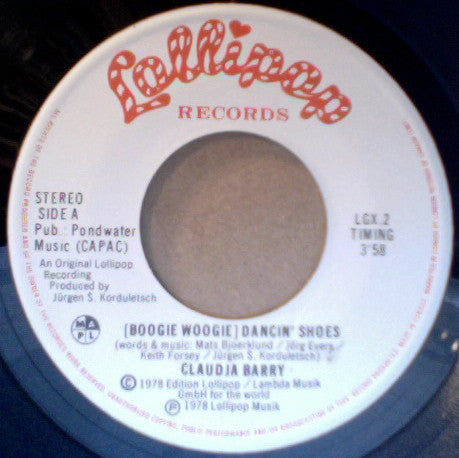 Lollipop
RECORDS
STEREO
SIDE A
Pub : Pondwater
Music (CAPAC)
An Original Lollipop
Recording
Produced by
Jürgen S. Korduletsch
LGX.2
TIMING
3'58
MAPL
[BOOGIE WOOGIE] DANCIN' SHOES
(words & music: Mats Bjoerklund / Jörg Evers /
Keith Forsey / Jürgen S. Korduletsch)
CLAUDJA BARRY
© 1978 Edition Lollipop / Lambda Musik
GmbH for the world
℗ 1978 Lollipop Musik